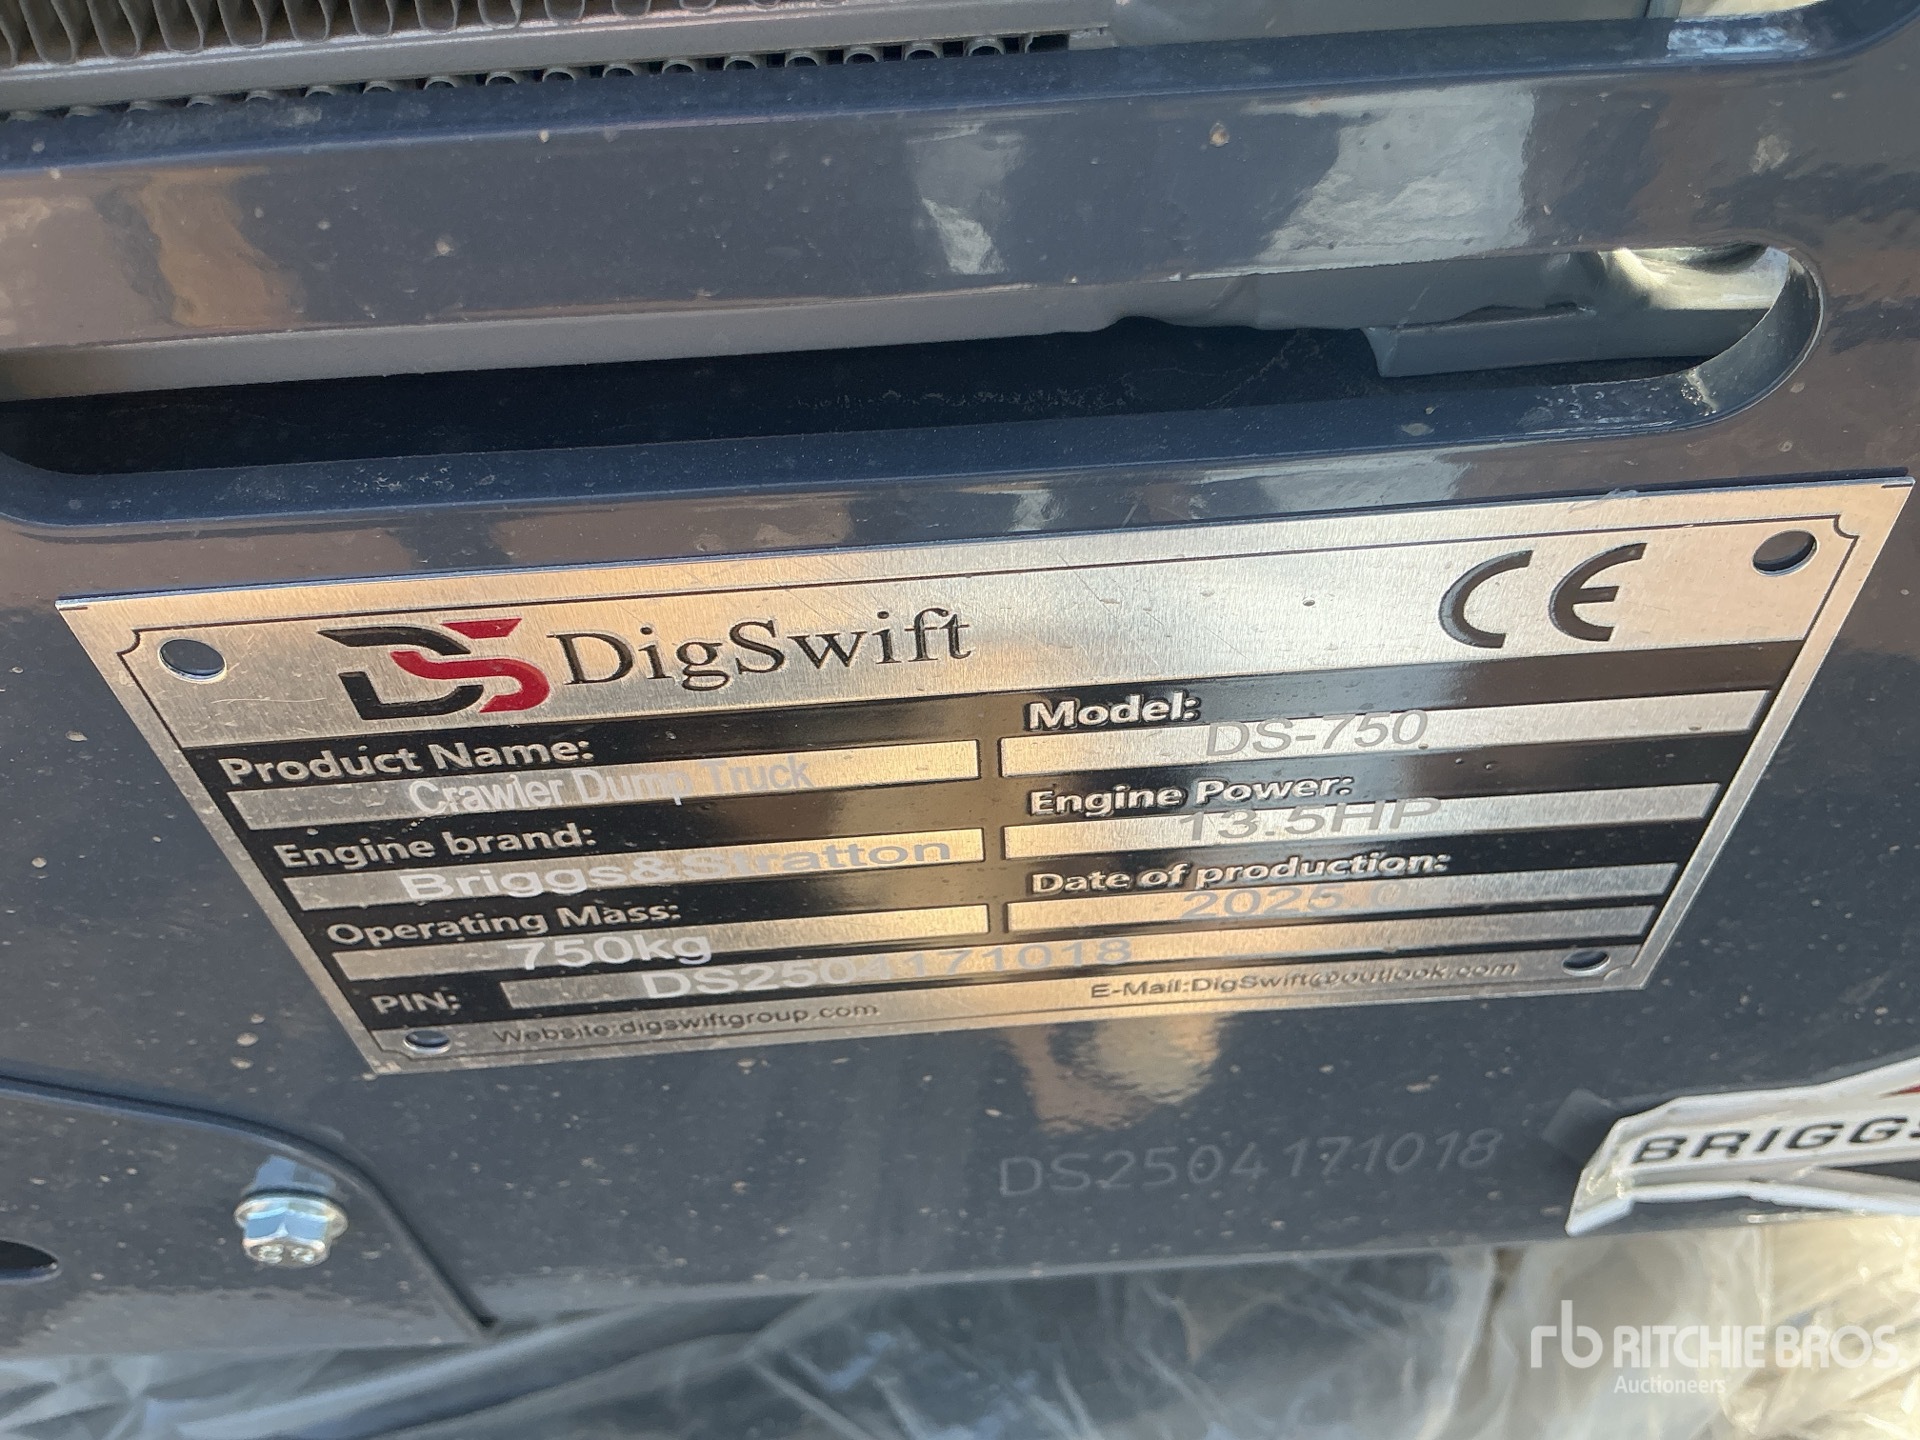 DS DigSwift CE
Product Name: Crawler Dump Truck
Model: DS-750
Engine brand: Briggs&Stratton
Engine Power: 13.5HP
Operating Mass: 750kg
Date of production:
PIN: DS2504171018
Website:digswiftgroup.com
E-Mail:DigSwift@outlook.com
DS2504171018
BRIGGS
rb RITCHIE BROS
Auctioneers